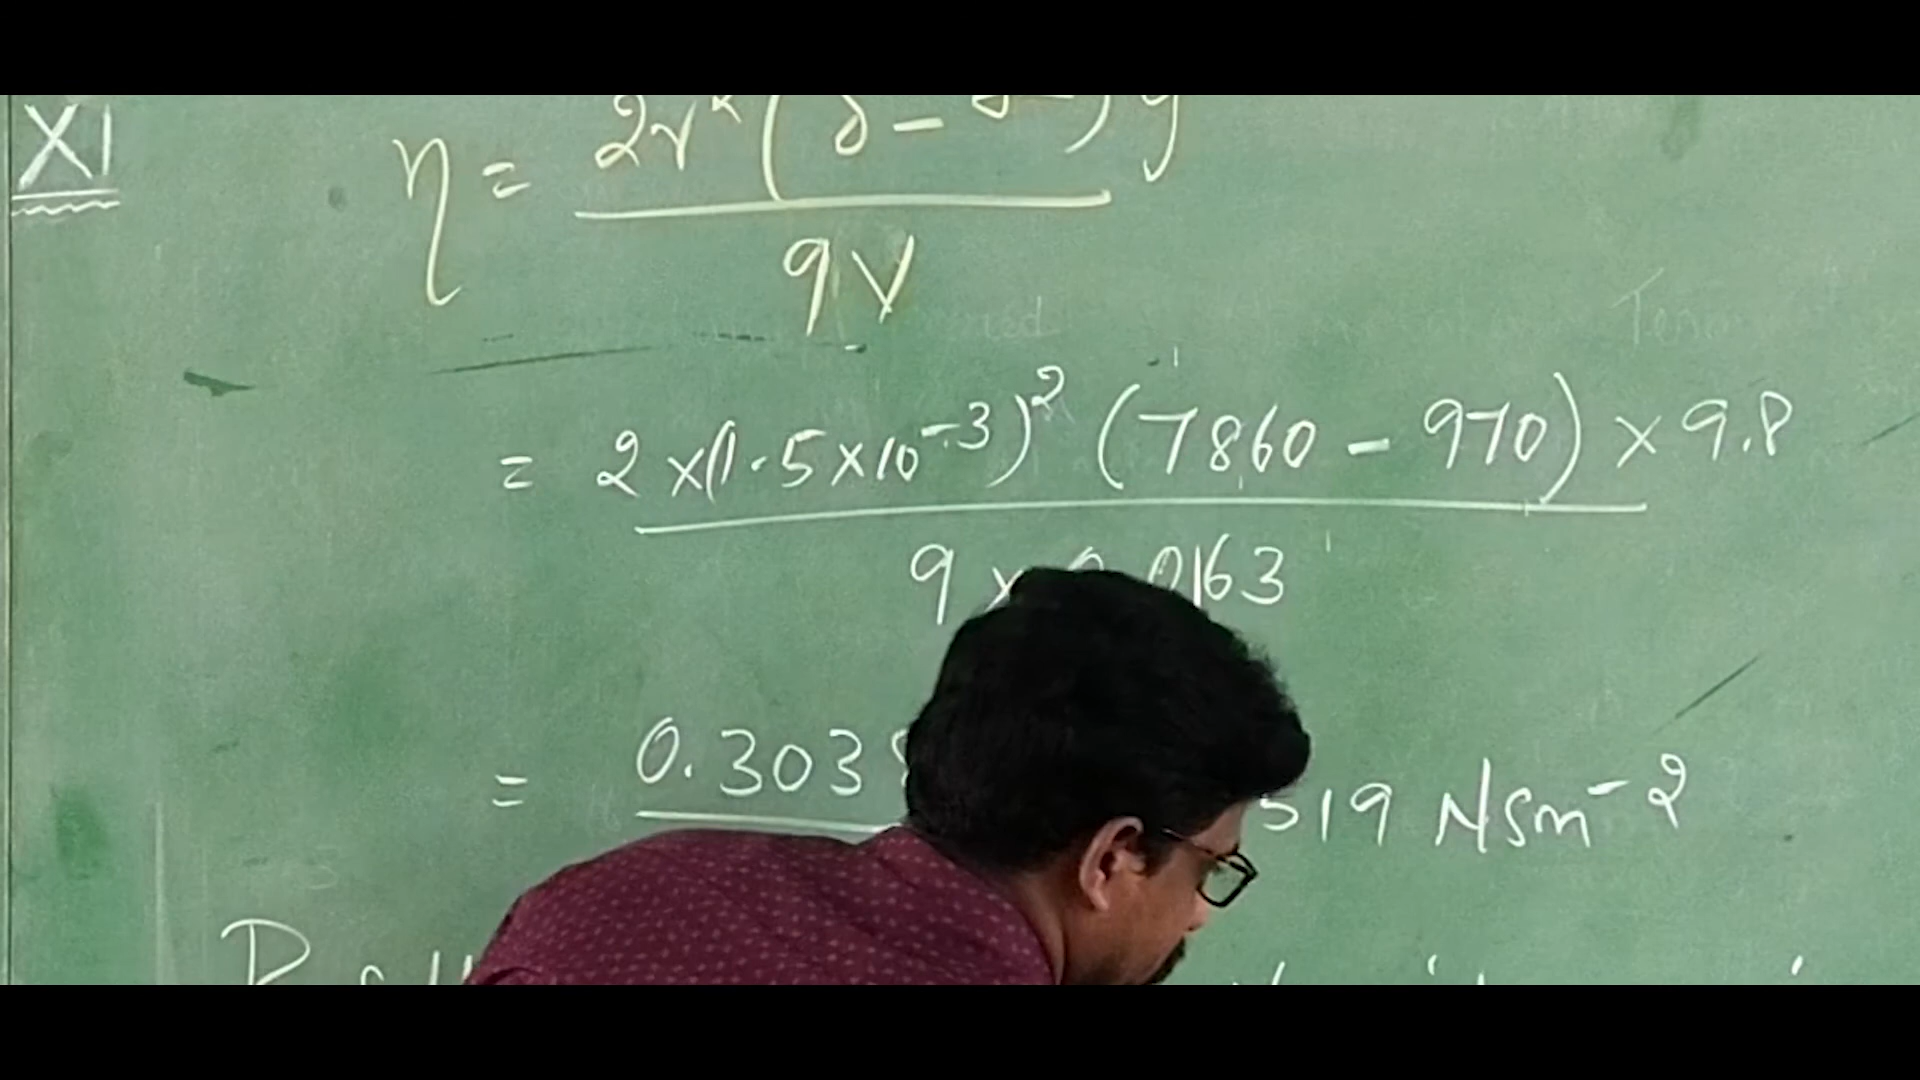 XI
η = 2r²(δ - σ)g
9V
= 2 x (1.5 x 10⁻³)² (7860 - 970) x 9.8
9 x 0.0163
= 0.303 519 NSm⁻²